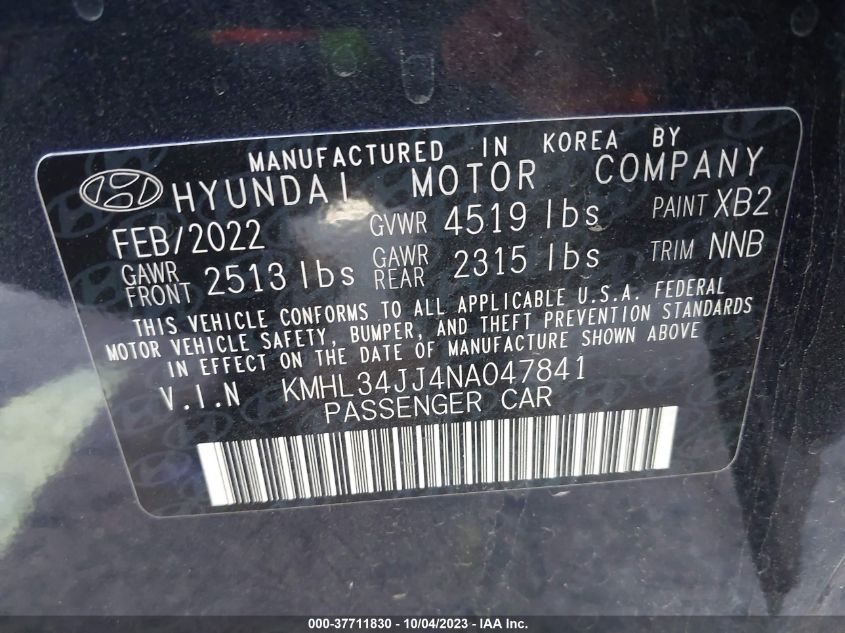 MANUFACTURED IN KOREA BY
HYUNDAI MOTOR COMPANY
FEB/2022 GVWR 4519 lbs PAINT XB2
GAWR FRONT 2513 lbs GAWR REAR 2315 lbs TRIM NNB
THIS VEHICLE CONFORMS TO ALL APPLICABLE U.S.A. FEDERAL
MOTOR VEHICLE SAFETY, BUMPER, AND THEFT PREVENTION STANDARDS
IN EFFECT ON THE DATE OF MANUFACTURE SHOWN ABOVE
V.I.N KMHL34JJ4NA047841
PASSENGER CAR
000-37711830 - 10/04/2023 - IAA Inc.